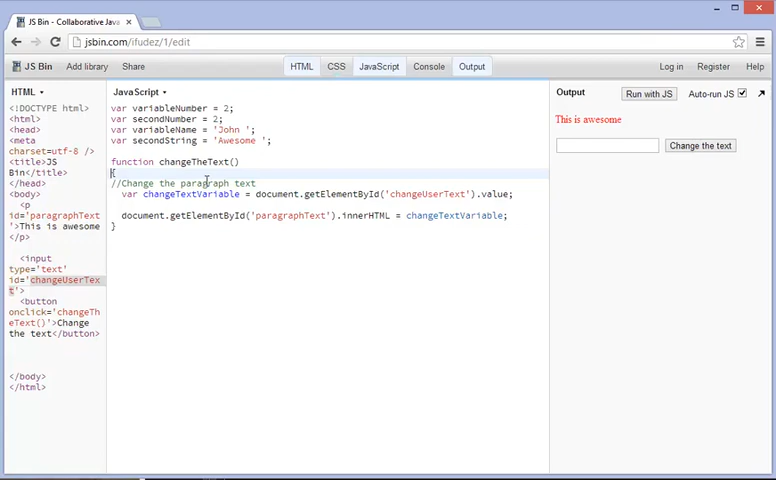 JS Bin - Collaborative Java
jsbin.com/ifudez/1/edit
JS Bin Add library Share HTML CSS JavaScript Console Output Log in Register Help
HTML
<!DOCTYPE html>
<html>
<head>
<meta
charset=utf-8 />
<title>JS
Bin</title>
</head>
<body>
<p
id='paragraphText
'>This is awesome
</p>
<input
type='text'
id='changeUserTex
t'>
<button
onclick='changeTh
eText()'>Change
the text</button>
</body>
</html>
JavaScript
var variableNumber = 2;
var secondNumber = 2;
var variableName = 'John ';
var secondString = 'Awesome ';
function changeTheText()
{
//Change the paragraph text
var changeTextVariable = document.getElementById('changeUserText').value;
document.getElementById('paragraphText').innerHTML = changeTextVariable;
}
Output Run with JS Auto-run JS
This is awesome
Change the text